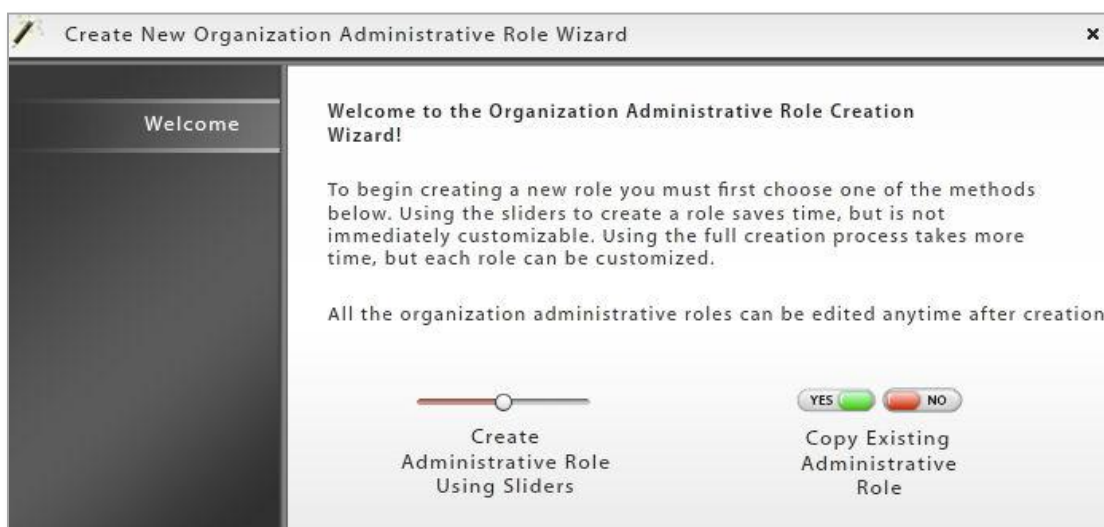 Create New Organization Administrative Role Wizard
Welcome
Welcome to the Organization Administrative Role Creation
Wizard!
To begin creating a new role you must first choose one of the methods
below. Using the sliders to create a role saves time, but is not
immediately customizable. Using the full creation process takes more
time, but each role can be customized.
All the organization administrative roles can be edited anytime after creation
YES NO
Create
Administrative Role
Using Sliders
Copy Existing
Administrative
Role